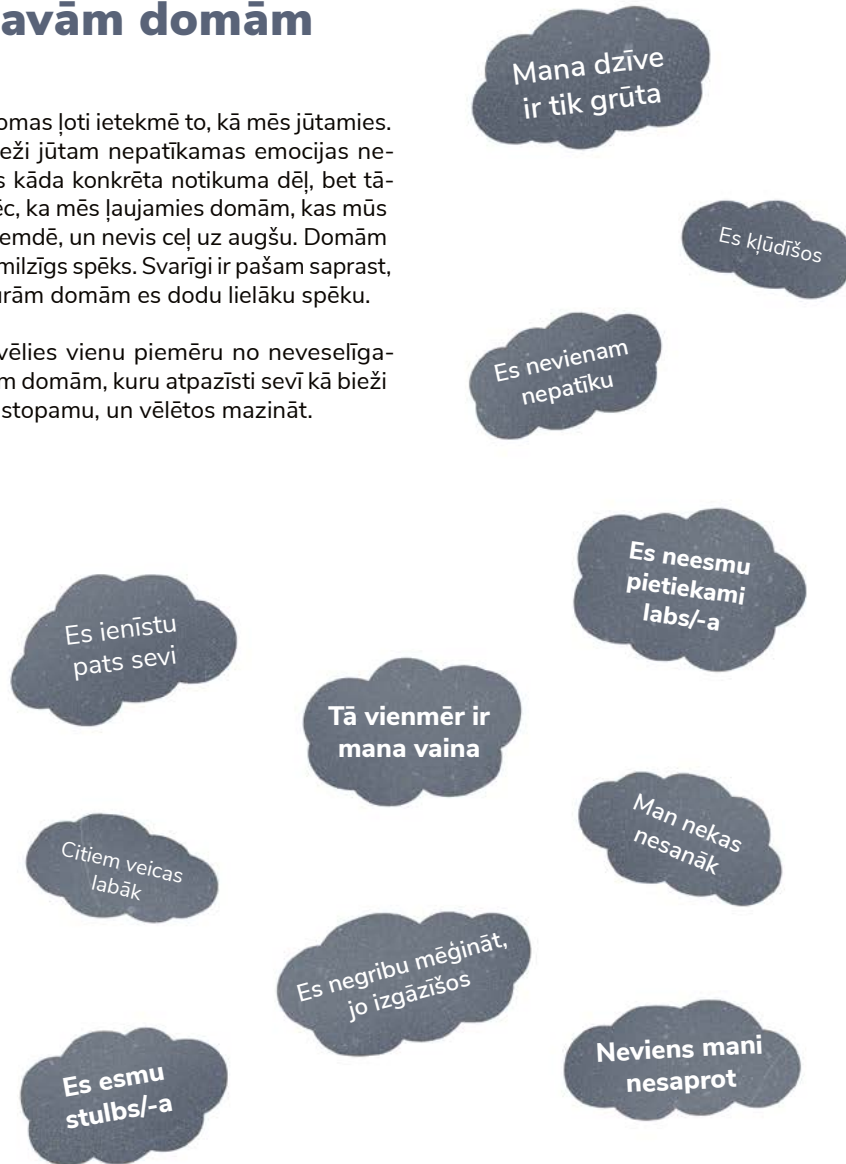 avām domām
omas ļoti ietekmē to, kā mēs jūtamies.
ieži jūtam nepatīkamas emocijas ne-
s kāda konkrēta notikuma dēļ, bet tā-
ēc, ka mēs ļaujamies domām, kas mūs
emdē, un nevis ceļ uz augšu. Domām
milzīgs spēks. Svarīgi ir pašam saprast,
urām domām es dodu lielāku spēku.
vēlies vienu piemēru no neveselīga-
m domām, kuru atpazīsti sevī kā bieži
stopamu, un vēlētos mazināt.
Mana dzīve
ir tik grūta
Es kļūdīšos
Es nevienam
nepatīku
Es neesmu
pietiekami
labs/-a
Es ienīstu
pats sevi
Tā vienmēr ir
mana vaina
Man nekas
nesanāk
Citiem veicas
labāk
Es negribu mēģināt,
jo izgāzīšos
Neviens mani
nesaprot
Es esmu
stulbs/-a